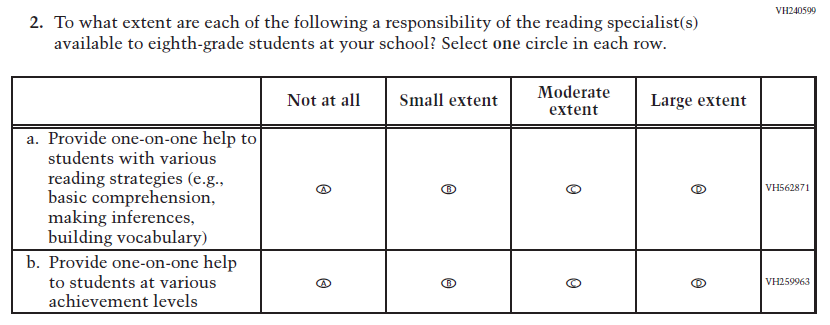 VH240599
2. To what extent are each of the following a responsibility of the reading specialist(s)
available to eighth-grade students at your school? Select one circle in each row.
Not at all
Small extent
Moderate
extent
Large extent
a. Provide one-on-one help to
students with various
reading strategies (e.g.,
basic comprehension,
making inferences,
building vocabulary)
A
B
C
D
VH562871
b. Provide one-on-one help
to students at various
achievement levels
A
B
C
D
VH259963